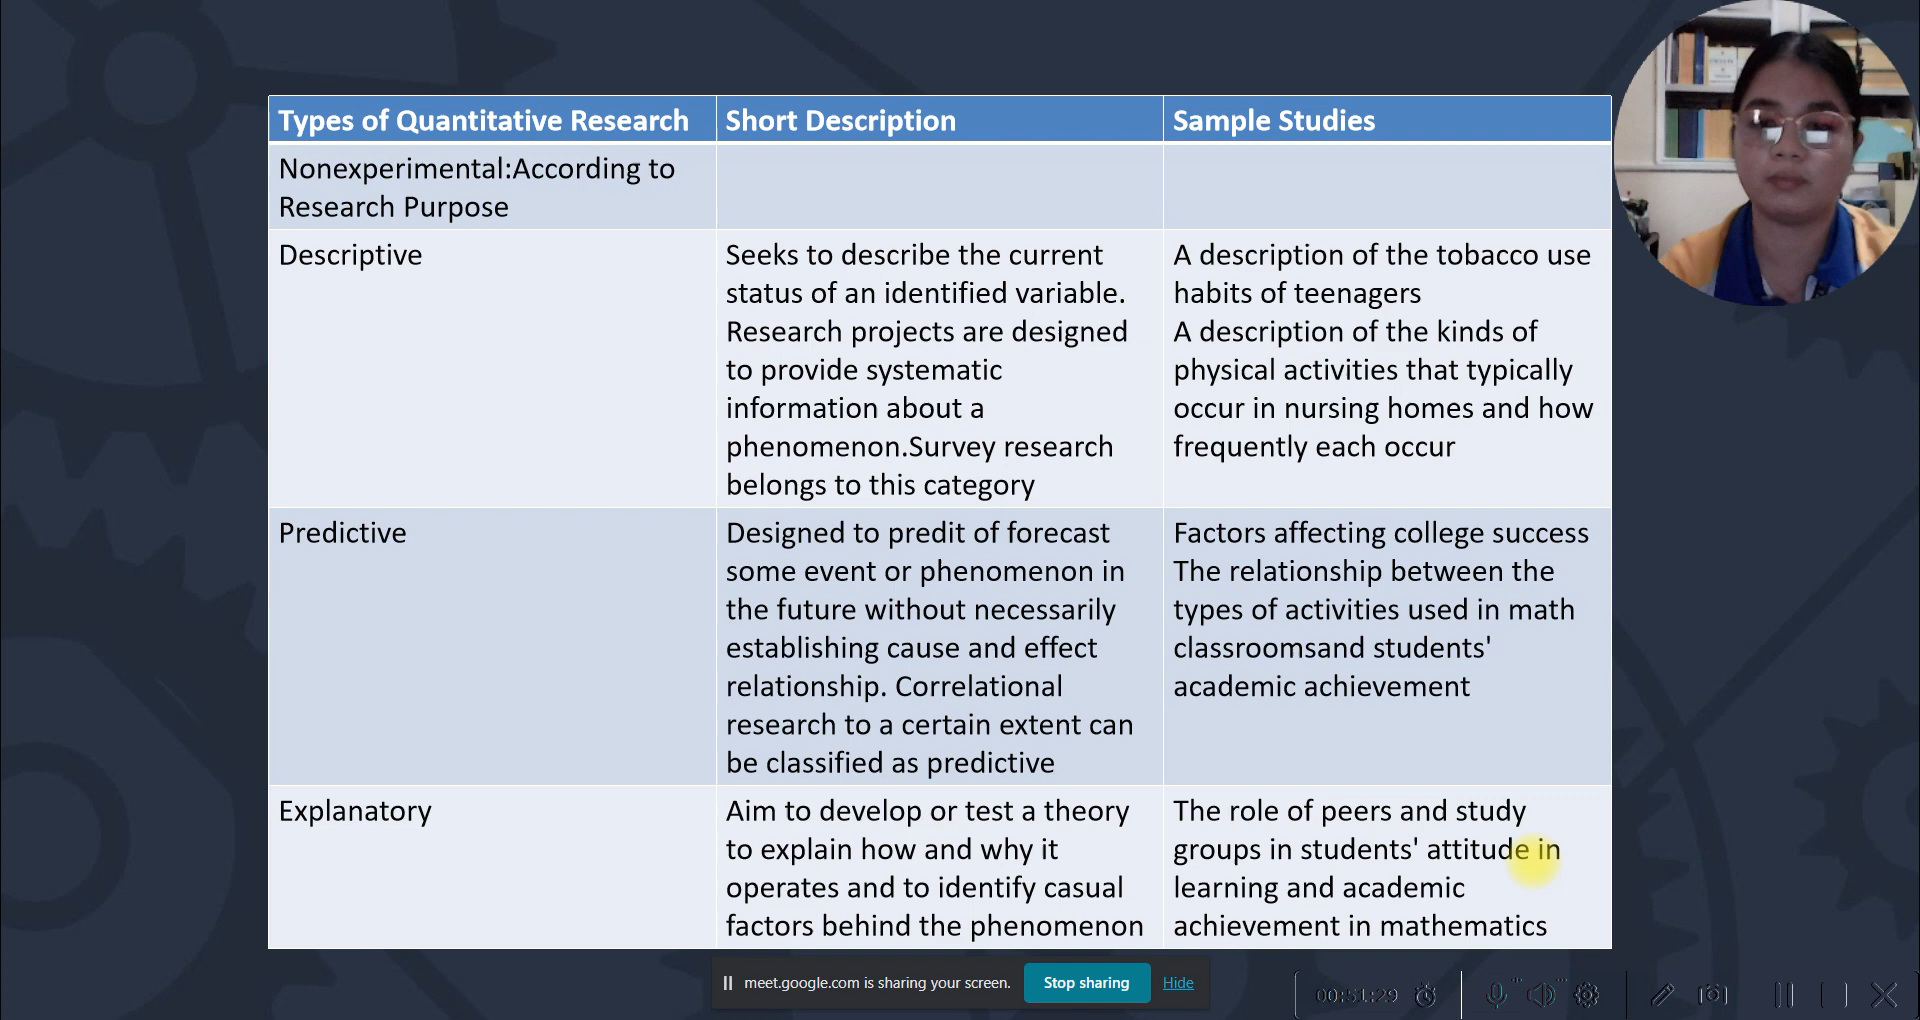 Types of Quantitative Research
Short Description
Sample Studies
Nonexperimental:According to
Research Purpose
Descriptive
Seeks to describe the current
status of an identified variable.
Research projects are designed
to provide systematic
information about a
phenomenon.Survey research
belongs to this category
A description of the tobacco use
habits of teenagers
A description of the kinds of
physical activities that typically
occur in nursing homes and how
frequently each occur
Predictive
Designed to predit of forecast
some event or phenomenon in
the future without necessarily
establishing cause and effect
relationship. Correlational
research to a certain extent can
be classified as predictive
Factors affecting college success
The relationship between the
types of activities used in math
classroomsand students'
academic achievement
Explanatory
Aim to develop or test a theory
to explain how and why it
operates and to identify casual
factors behind the phenomenon
The role of peers and study
groups in students' attitude in
learning and academic
achievement in mathematics
meet.google.com is sharing your screen.
Stop sharing
Hide
00:51:29